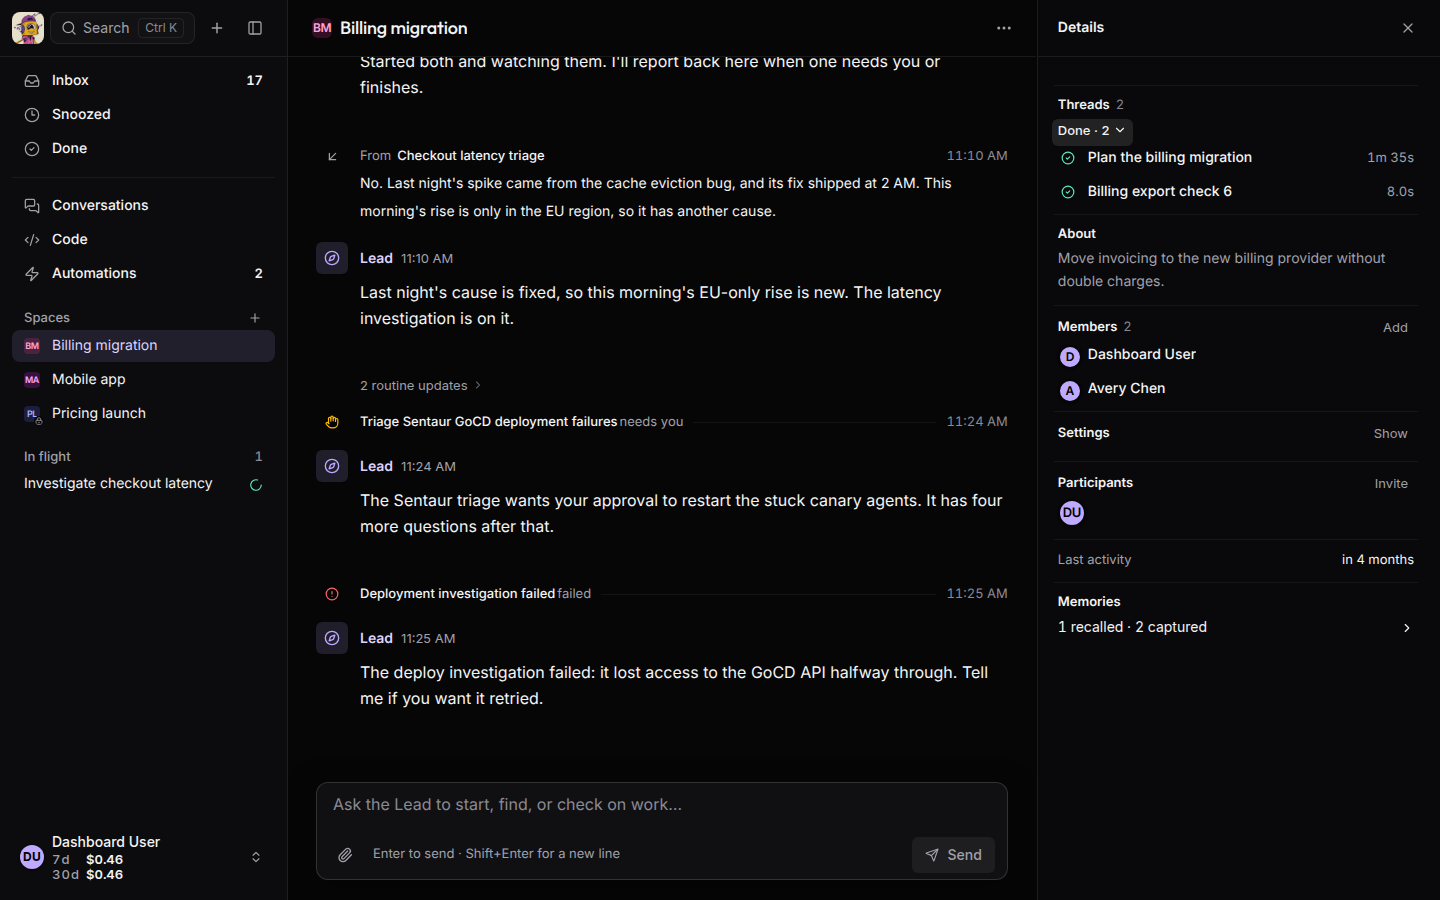 Search Ctrl K
Inbox 17
Snoozed
Done
Conversations
Code
Automations 2
Spaces
BM Billing migration
MA Mobile app
PL Pricing launch
In flight 1
Investigate checkout latency
DU Dashboard User
7d $0.46
30d $0.46
BM Billing migration
Started both and watching them. I'll report back here when one needs you or
finishes.
From Checkout latency triage 11:10 AM
No. Last night's spike came from the cache eviction bug, and its fix shipped at 2 AM. This
morning's rise is only in the EU region, so it has another cause.
Lead 11:10 AM
Last night's cause is fixed, so this morning's EU-only rise is new. The latency
investigation is on it.
2 routine updates
Triage Sentaur GoCD deployment failures needs you 11:24 AM
Lead 11:24 AM
The Sentaur triage wants your approval to restart the stuck canary agents. It has four
more questions after that.
Deployment investigation failed failed 11:25 AM
Lead 11:25 AM
The deploy investigation failed: it lost access to the GoCD API halfway through. Tell
me if you want it retried.
Ask the Lead to start, find, or check on work...
Enter to send · Shift+Enter for a new line
Send
Details
Threads 2
Done · 2
Plan the billing migration 1m 35s
Billing export check 6 8.0s
About
Move invoicing to the new billing provider without
double charges.
Members 2 Add
D Dashboard User
A Avery Chen
Settings Show
Participants Invite
DU
Last activity in 4 months
Memories
1 recalled · 2 captured